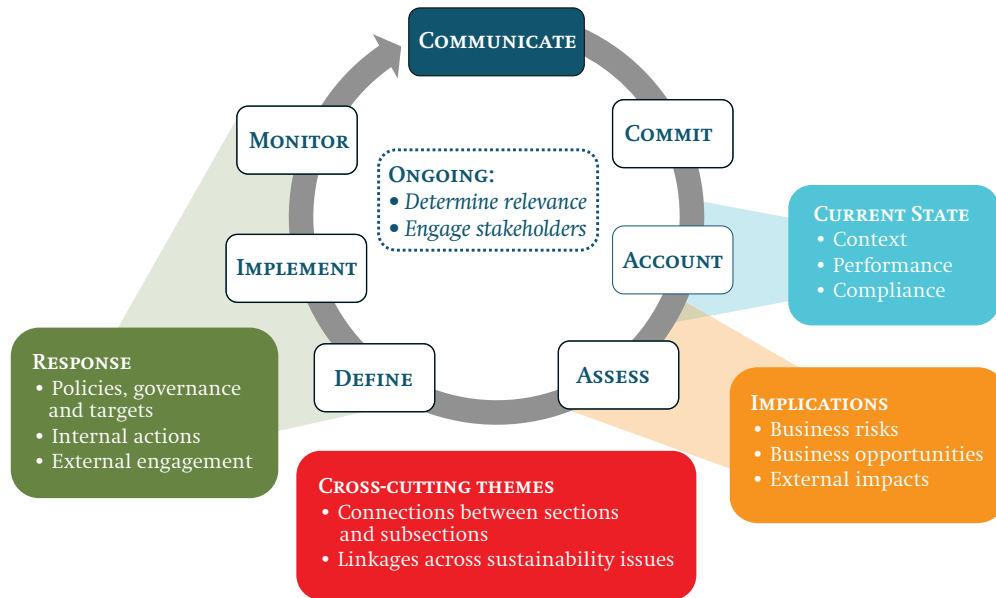 COMMUNICATE
COMMIT
MONITOR
ONGOING:
• Determine relevance
• Engage stakeholders
CURRENT STATE
• Context
• Performance
• Compliance
ACCOUNT
IMPLEMENT
RESPONSE
• Policies, governance
and targets
• Internal actions
• External engagement
DEFINE
ASSESS
IMPLICATIONS
• Business risks
• Business opportunities
• External impacts
CROSS-CUTTING THEMES
• Connections between sections
and subsections
• Linkages across sustainability issues